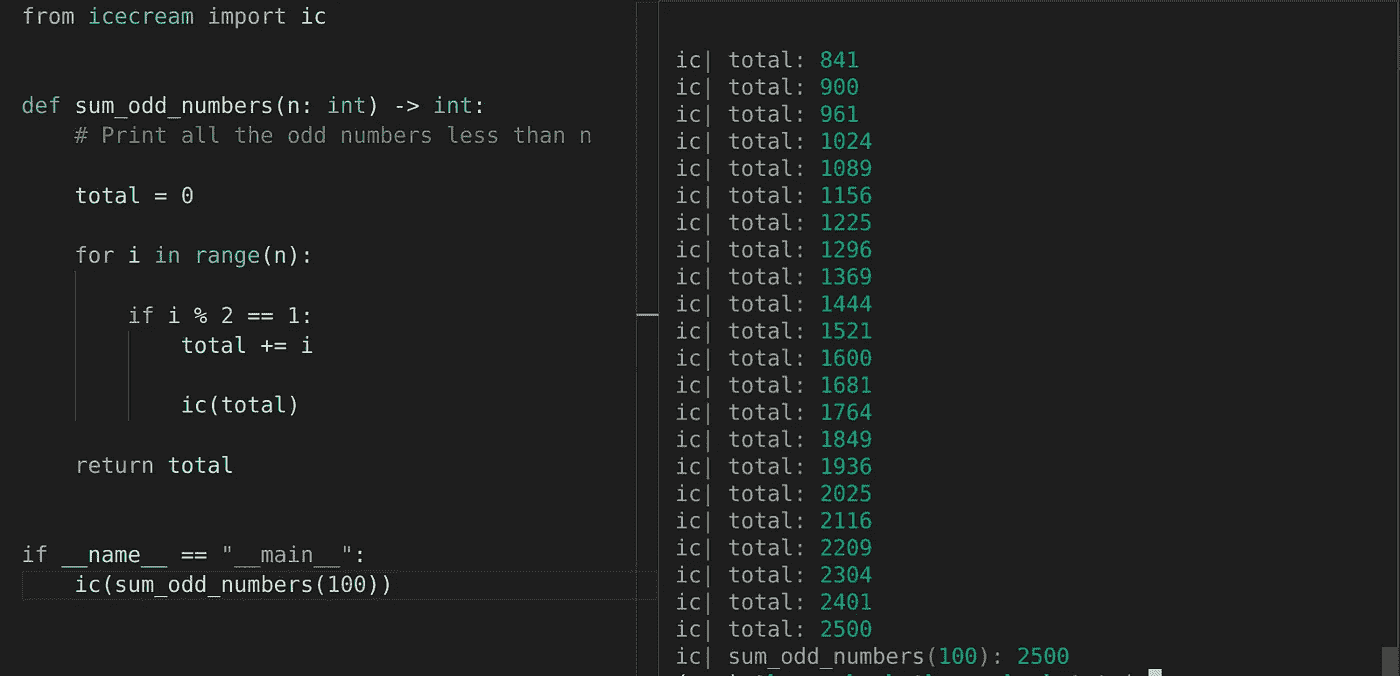 from icecream import ic
def sum_odd_numbers(n: int) -> int:
# Print all the odd numbers less than n
total = 0
for i in range(n):
if i % 2 == 1:
total += i
ic(total)
return total
if __name__ == "__main__":
ic(sum_odd_numbers(100))
ic| total: 841
ic| total: 900
ic| total: 961
ic| total: 1024
ic| total: 1089
ic| total: 1156
ic| total: 1225
ic| total: 1296
ic| total: 1369
ic| total: 1444
ic| total: 1521
ic| total: 1600
ic| total: 1681
ic| total: 1764
ic| total: 1849
ic| total: 1936
ic| total: 2025
ic| total: 2116
ic| total: 2209
ic| total: 2304
ic| total: 2401
ic| total: 2500
ic| sum_odd_numbers(100): 2500